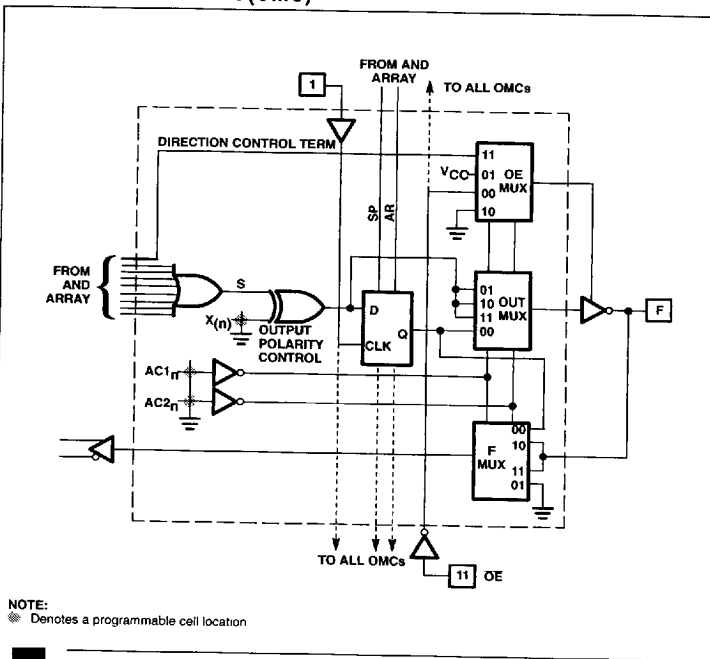 FROM AND
ARRAY
1
TO ALL OMCs
DIRECTION CONTROL TERM
11
VCC
01
OE
MUX
00
10
SP
AR
FROM
AND
ARRAY
S
X(n)
OUTPUT
POLARITY
CONTROL
D
Q
CLK
01
10
OUT
MUX
11
00
AC1n
AC2n
00
10
F
MUX
11
01
F
TO ALL OMCs
11
OE
NOTE:
Denotes a programmable cell location